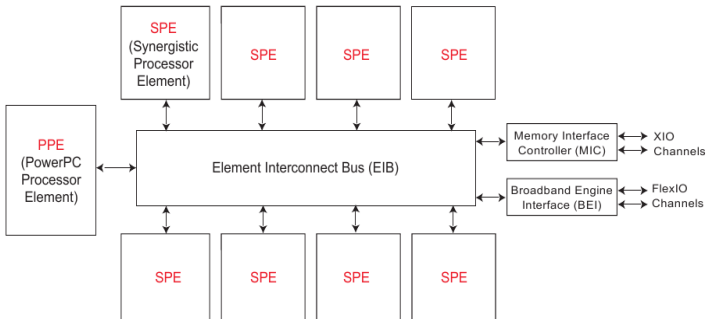 SPE
(Synergistic
Processor
Element)
SPE
SPE
SPE
PPE
(PowerPC
Processor
Element)
Element Interconnect Bus (EIB)
Memory Interface
Controller (MIC)
XIO
Channels
Broadband Engine
Interface (BEI)
FlexIO
Channels
SPE
SPE
SPE
SPE